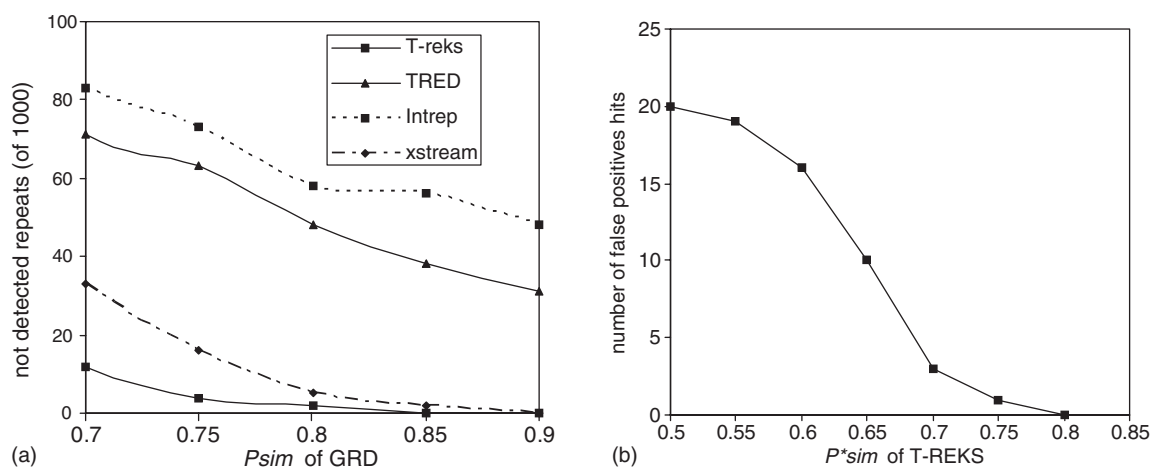 100
80
60
40
20
0
not detected repeats (of 1000)
T-reks
TRED
Intrep
xstream
0.7 0.75 0.8 0.85 0.9
(a) Psim of GRD
25
20
15
10
5
0
number of false positives hits
0.5 0.55 0.6 0.65 0.7 0.75 0.8 0.85
(b) P*sim of T-REKS